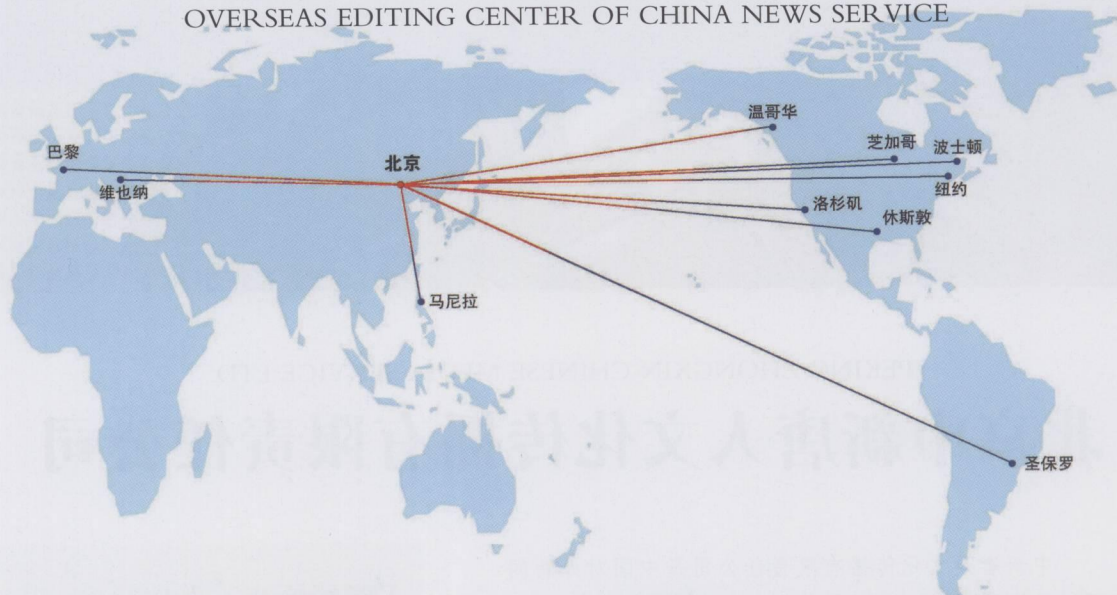 OVERSEAS EDITING CENTER OF CHINA NEWS SERVICE
温哥华
芝加哥
波士顿
巴黎
北京
维也纳
纽约
洛杉矶
休斯敦
马尼拉
圣保罗